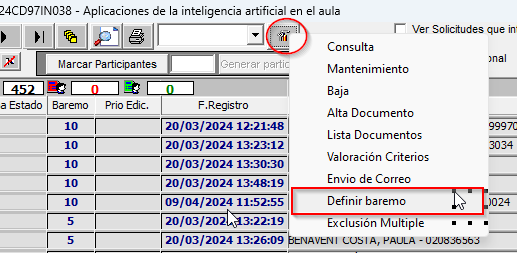 24CD97IN038 - Aplicaciones de la inteligencia artificial en el aula
Ver Solicitudes que int
Marcar Participantes
Generar partic
onal
452 0 0
a Estado Baremo Prio Edic. F.Registro
10 20/03/2024 12:21:48 99970
10 20/03/2024 13:23:12 3034
10 20/03/2024 13:30:30
10 20/03/2024 13:48:19
10 09/04/2024 11:52:55 0024
5 20/03/2024 13:22:19
5 20/03/2024 13:26:09 BENAVENT COSTA, PAULA - 020836563
Consulta
Mantenimiento
Baja
Alta Documento
Lista Documentos
Valoración Criterios
Envio de Correo
Definir baremo
Exclusión Multiple